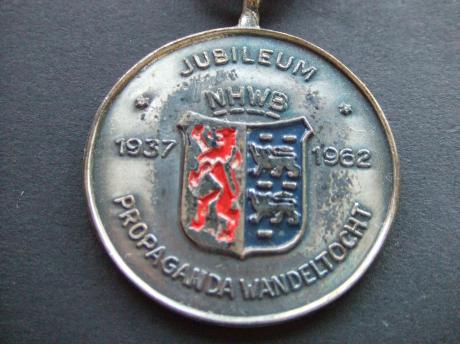 JUBILEUM
NHWB
1937 1962
PROPAGANDA WANDELTOCHT